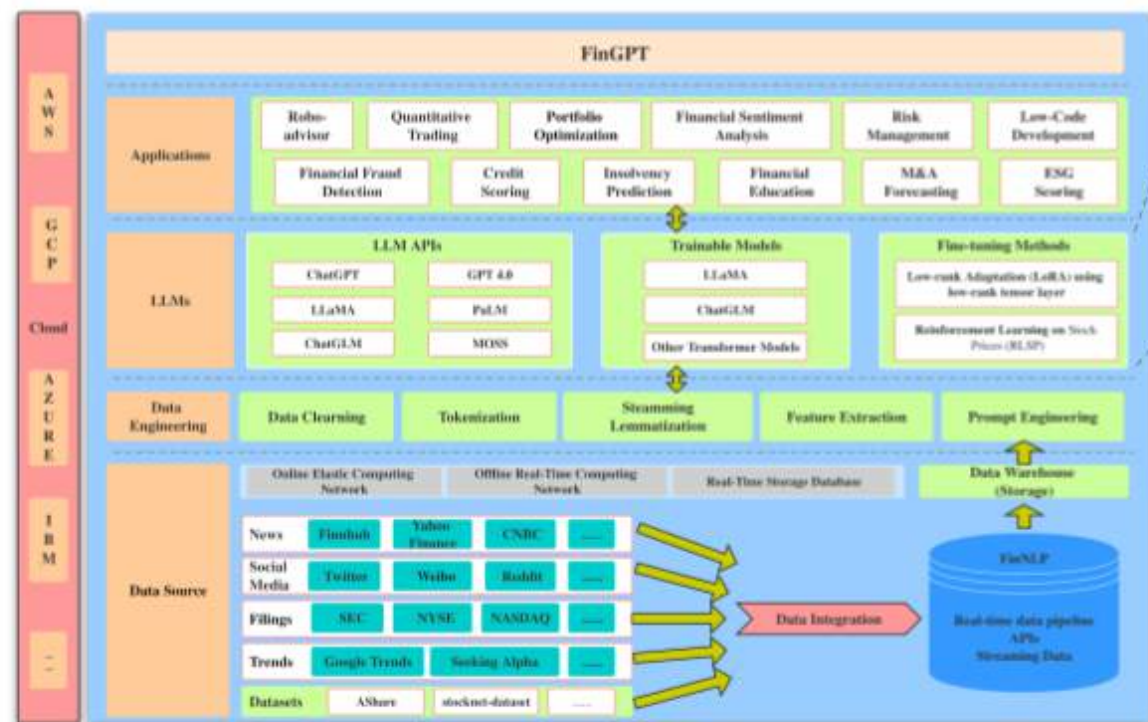 FinGPT
A
W
S
G
C
P
Cloud
A
Z
U
R
E
I
B
M
Applications
Robo-
advisor
Quantitative
Trading
Portfolio
Optimization
Financial Sentiment
Analysis
Risk
Management
Low-Code
Development
Financial Fraud
Detection
Credit
Scoring
Insolvency
Prediction
Financial
Education
M&A
Forecasting
ESG
Scoring
LLMs
LLM APIs
ChatGPT
GPT 4.0
LLaMA
PaLM
ChatGLM
MOSS
Trainable Models
LLaMA
ChatGLM
Other Transformer Models
Fine-tuning Methods
Low-rank Adaptation (LoRA) using
low-rank tensor layer
Reinforcement Learning on Stock
Prices (RLSP)
Data
Engineering
Data Clearning
Tokenization
Steamming
Lemmatization
Feature Extraction
Prompt Engineering
Data Source
Online Elastic Computing
Network
Offline Real-Time Computing
Network
Real-Time Storage Database
Data Warehouse
(Storage)
News
Finnhub
Yahoo
Finance
CNBC
......
Social
Media
Twitter
Weibo
Reddit
......
Filings
SEC
NYSE
NASDAQ
......
Trends
Google Trends
Seeking Alpha
......
Datasets
AShare
stocknet-dataset
......
Data Integration
FinNLP
Real-time data pipeline
APIs
Streaming Data